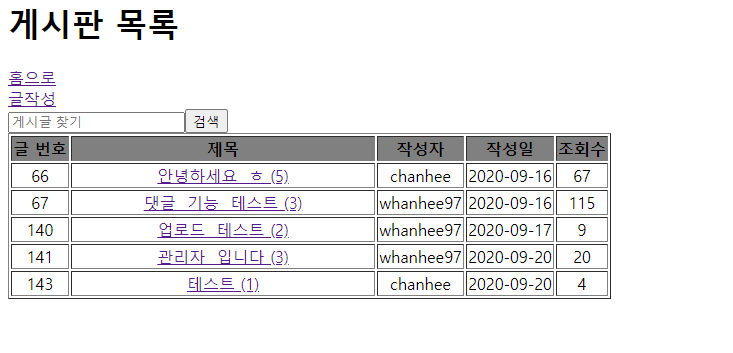 게시판 목록
홈으로
글작성
게시글 찾기 검색
글 번호 제목 작성자 작성일 조회수
66 안녕하세요 ㅎ (5) chanhee 2020-09-16 67
67 댓글 기능 테스트 (3) whanhee97 2020-09-16 115
140 업로드 테스트 (2) whanhee97 2020-09-17 9
141 관리자 입니다 (3) whanhee97 2020-09-20 20
143 테스트 (1) chanhee 2020-09-20 4